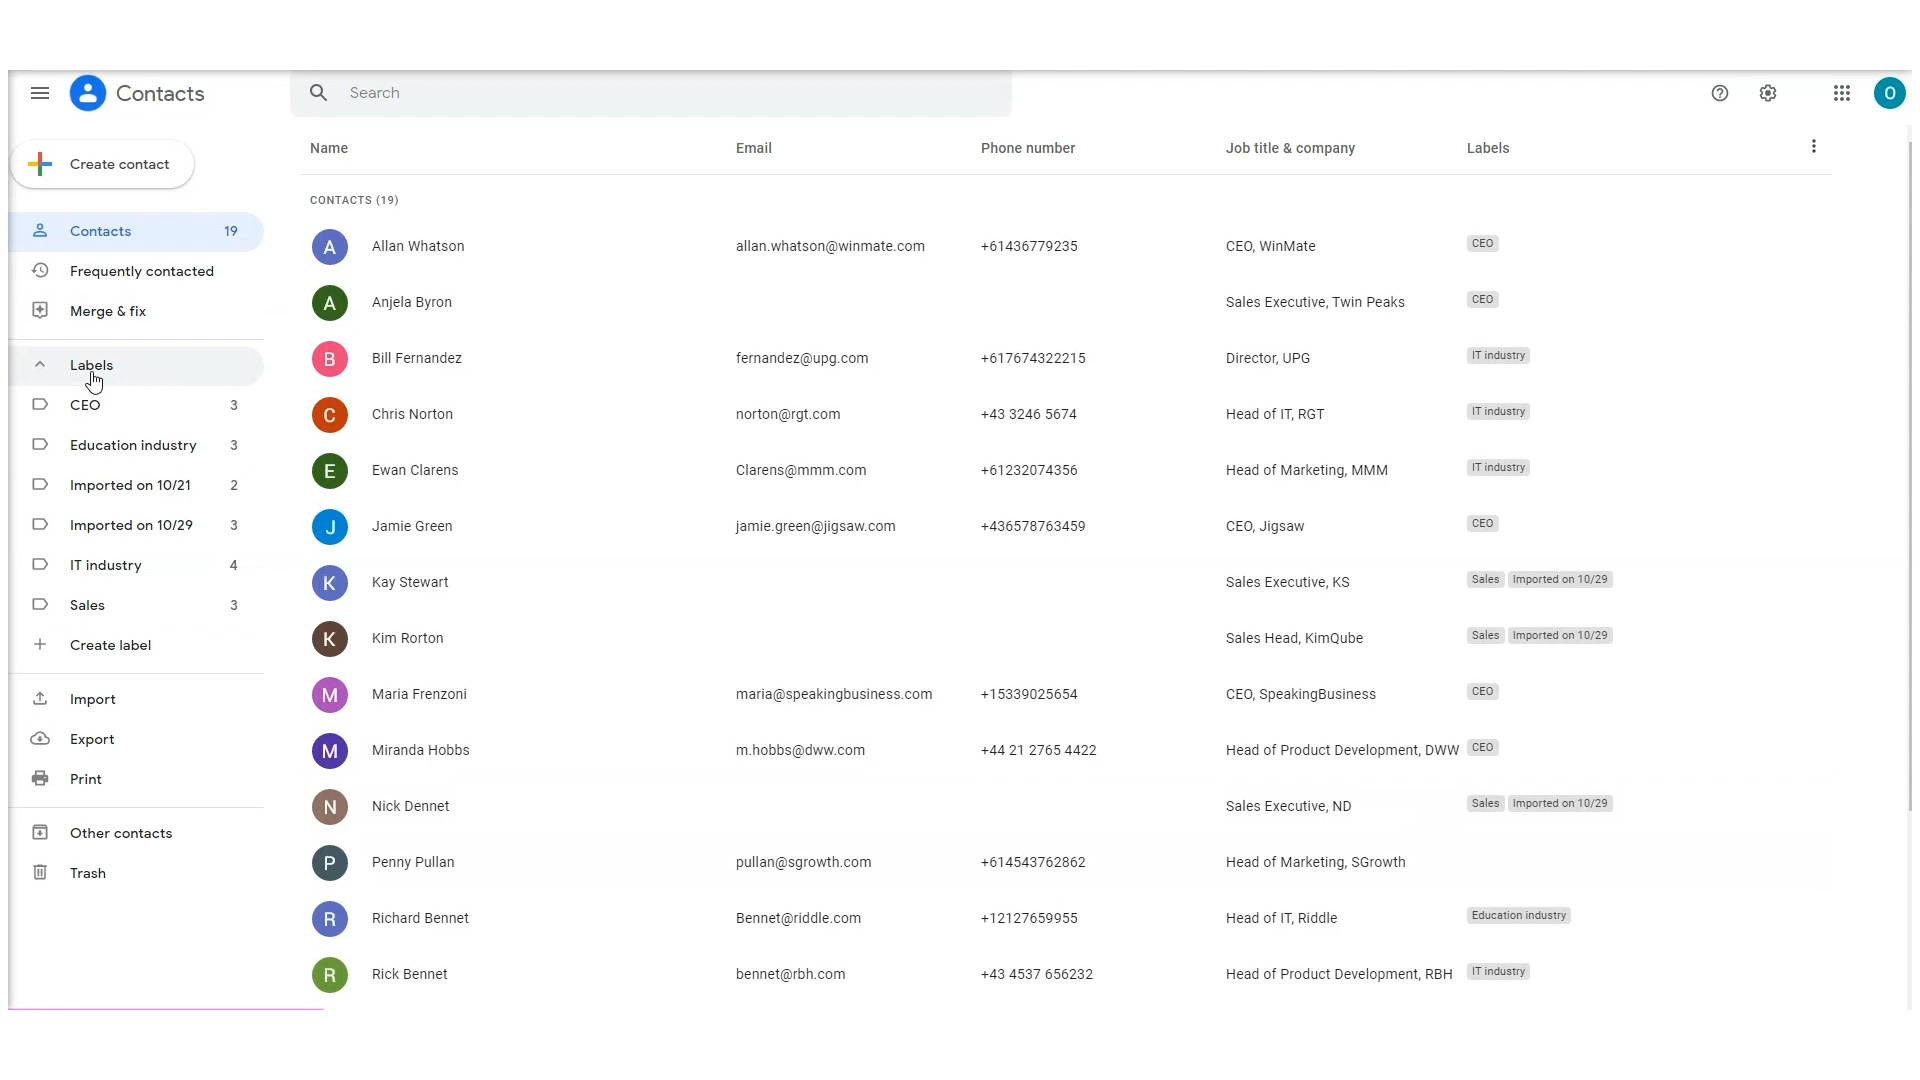 Contacts
Search
O
Create contact
Contacts 19
Frequently contacted
Merge & fix
Labels
CEO 3
Education industry 3
Imported on 10/21 2
Imported on 10/29 3
IT industry 4
Sales 3
Create label
Import
Export
Print
Other contacts
Trash
Name Email Phone number Job title & company Labels
CONTACTS (19)
A Allan Whatson allan.whatson@winmate.com +61436779235 CEO, WinMate CEO
A Anjela Byron Sales Executive, Twin Peaks CEO
B Bill Fernandez fernandez@upg.com +617674322215 Director, UPG IT industry
C Chris Norton norton@rgt.com +43 3246 5674 Head of IT, RGT IT industry
E Ewan Clarens Clarens@mmm.com +61232074356 Head of Marketing, MMM IT industry
J Jamie Green jamie.green@jigsaw.com +436578763459 CEO, Jigsaw CEO
K Kay Stewart Sales Executive, KS Sales Imported on 10/29
K Kim Rorton Sales Head, KimQube Sales Imported on 10/29
M Maria Frenzoni maria@speakingbusiness.com +15339025654 CEO, SpeakingBusiness CEO
M Miranda Hobbs m.hobbs@dww.com +44 21 2765 4422 Head of Product Development, DWW CEO
N Nick Dennet Sales Executive, ND Sales Imported on 10/29
P Penny Pullan pullan@sgrowth.com +614543762862 Head of Marketing, SGrowth
R Richard Bennet Bennet@riddle.com +12127659955 Head of IT, Riddle Education industry
R Rick Bennet bennet@rbh.com +43 4537 656232 Head of Product Development, RBH IT industry